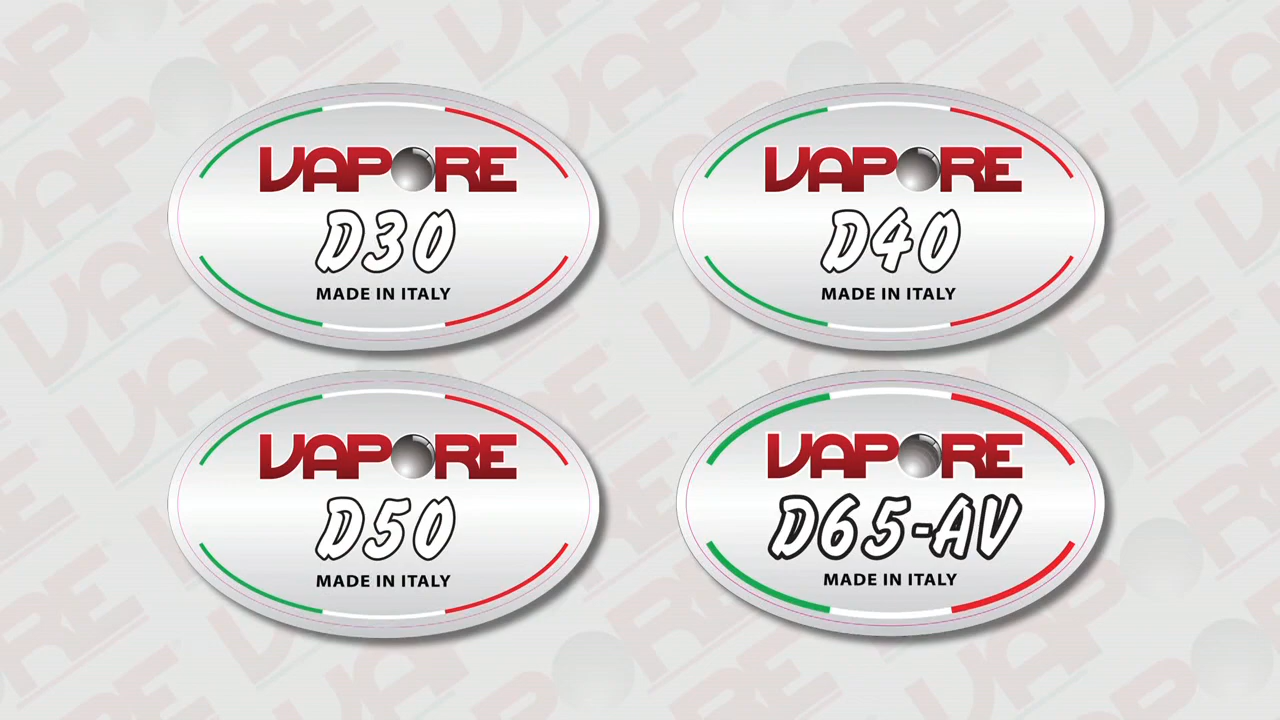 VAPORE
D30
MADE IN ITALY
VAPORE
D40
MADE IN ITALY
VAPORE
D50
MADE IN ITALY
VAPORE
D65-AV
MADE IN ITALY